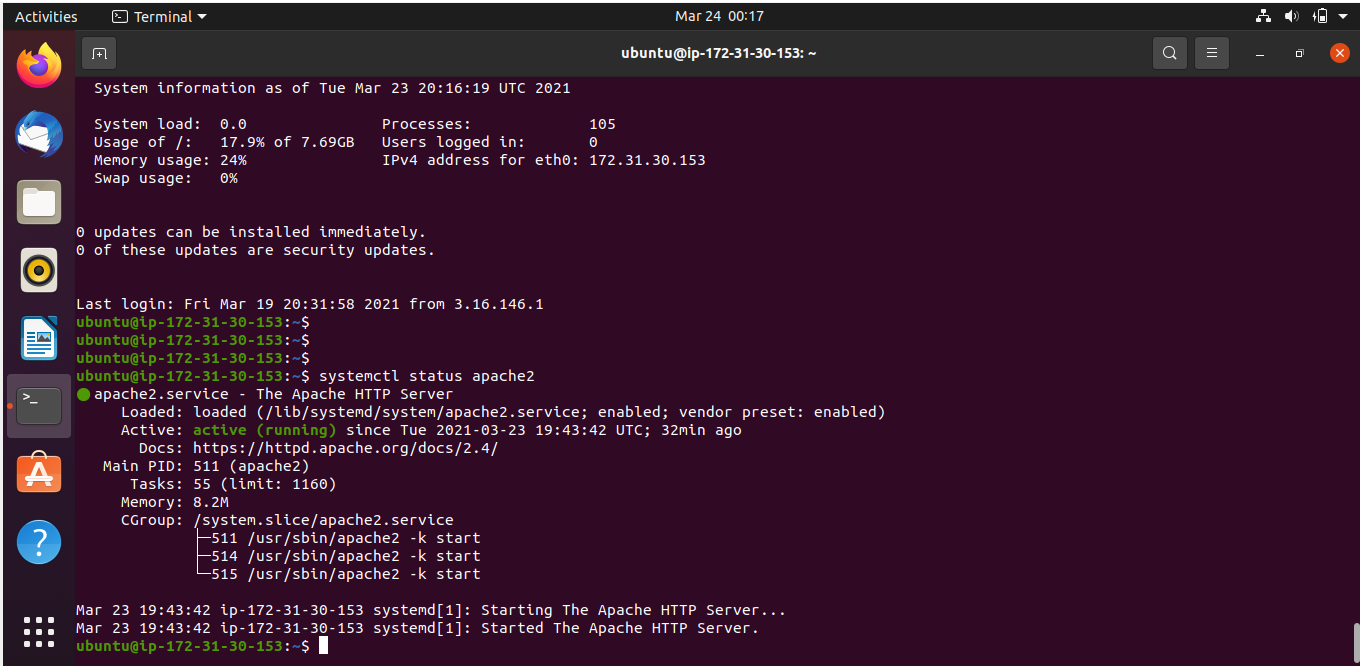 Activities Terminal Mar 24 00:17
ubuntu@ip-172-31-30-153: ~
System information as of Tue Mar 23 20:16:19 UTC 2021
System load: 0.0 Processes: 105
Usage of /: 17.9% of 7.69GB Users logged in: 0
Memory usage: 24% IPv4 address for eth0: 172.31.30.153
Swap usage: 0%
0 updates can be installed immediately.
0 of these updates are security updates.
Last login: Fri Mar 19 20:31:58 2021 from 3.16.146.1
ubuntu@ip-172-31-30-153:~$
ubuntu@ip-172-31-30-153:~$
ubuntu@ip-172-31-30-153:~$
ubuntu@ip-172-31-30-153:~$ systemctl status apache2
● apache2.service - The Apache HTTP Server
Loaded: loaded (/lib/systemd/system/apache2.service; enabled; vendor preset: enabled)
Active: active (running) since Tue 2021-03-23 19:43:42 UTC; 32min ago
Docs: https://httpd.apache.org/docs/2.4/
Main PID: 511 (apache2)
Tasks: 55 (limit: 1160)
Memory: 8.2M
CGroup: /system.slice/apache2.service
├─511 /usr/sbin/apache2 -k start
├─514 /usr/sbin/apache2 -k start
└─515 /usr/sbin/apache2 -k start
Mar 23 19:43:42 ip-172-31-30-153 systemd[1]: Starting The Apache HTTP Server...
Mar 23 19:43:42 ip-172-31-30-153 systemd[1]: Started The Apache HTTP Server.
ubuntu@ip-172-31-30-153:~$